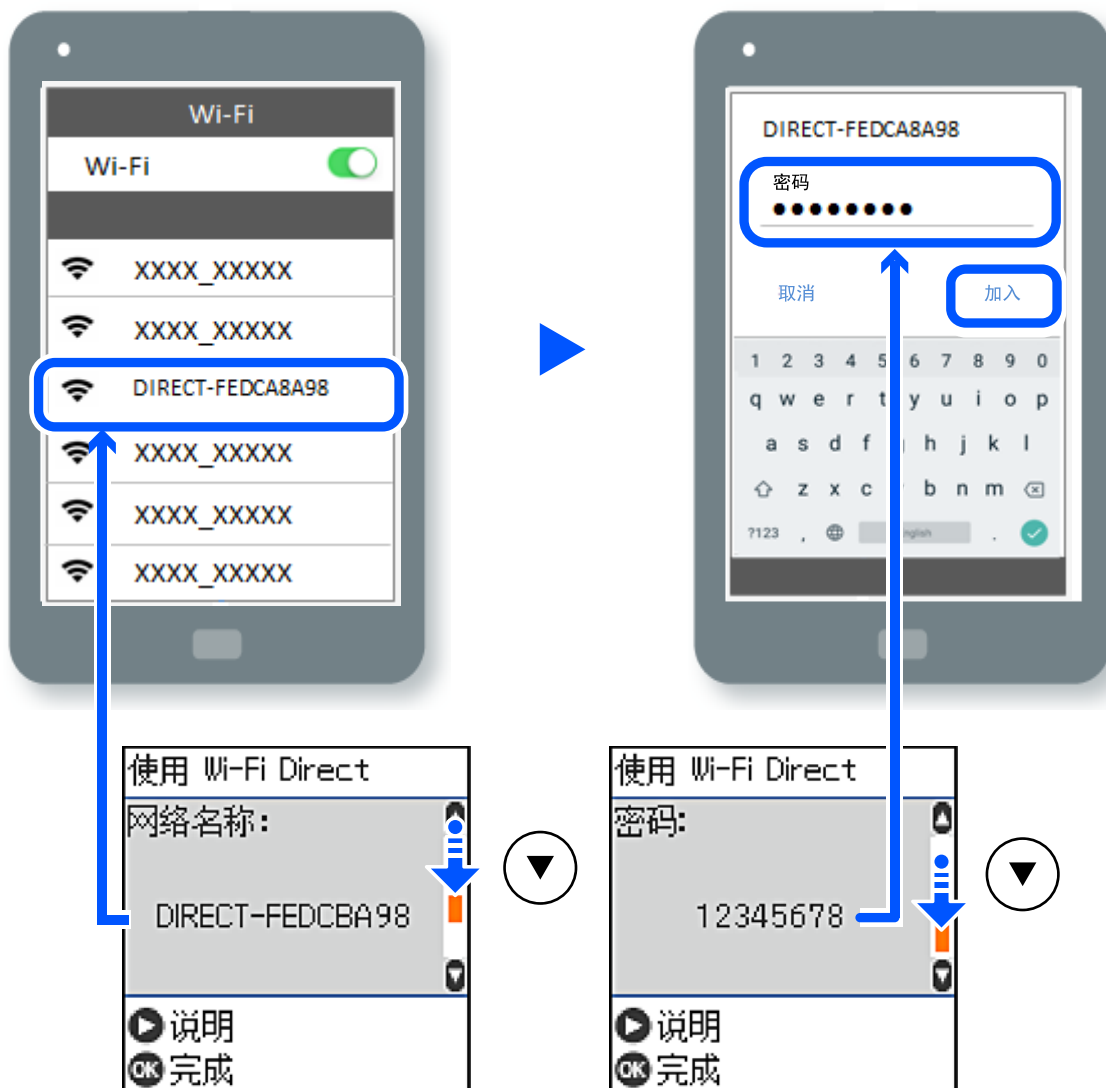 Wi-Fi
Wi-Fi
XXXX_XXXXX
XXXX_XXXXX
DIRECT-FEDCA8A98
XXXX_XXXXX
XXXX_XXXXX
XXXX_XXXXX
DIRECT-FEDCA8A98
密码
●●●●●●●●
取消
加入
1 2 3 4 5 6 7 8 9 0
q w e r t y u i o p
a s d f h j k l
z x c b n m
?123 , .
使用 Wi-Fi Direct
网络名称:
DIRECT-FEDCBA98
说明
OK 完成
使用 Wi-Fi Direct
密码:
12345678
说明
OK 完成